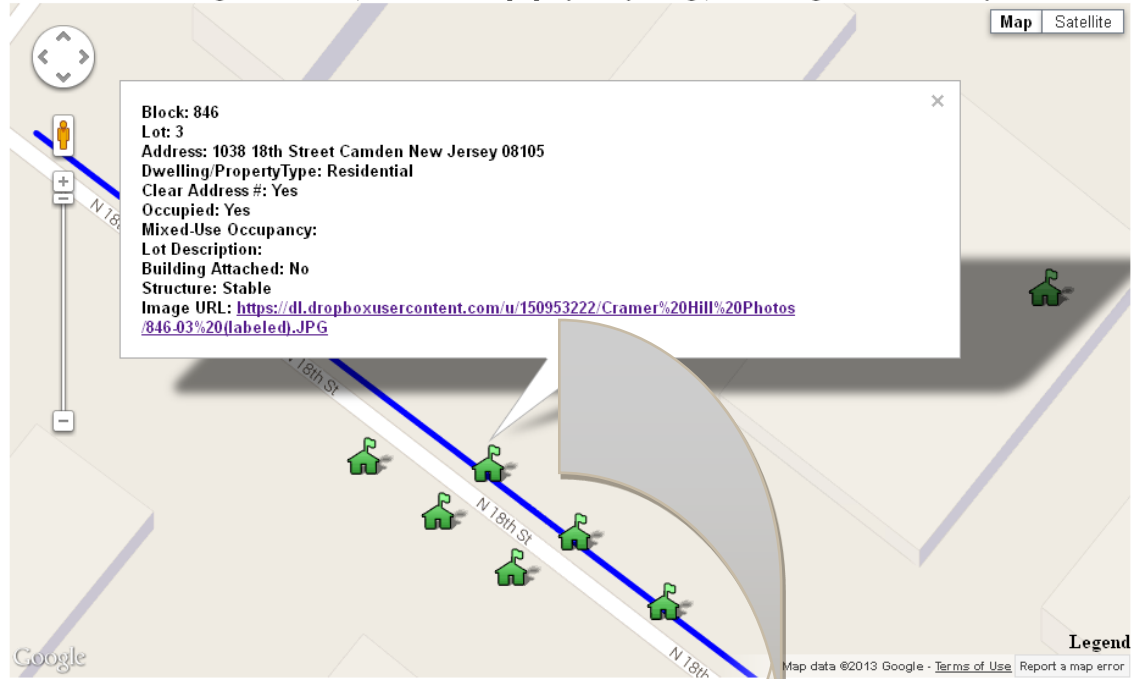 Map Satellite
Block: 846
Lot: 3
Address: 1038 18th Street Camden New Jersey 08105
Dwelling/PropertyType: Residential
Clear Address #: Yes
Occupied: Yes
Mixed-Use Occupancy:
Lot Description:
Building Attached: No
Structure: Stable
Image URL: https://dl.dropboxusercontent.com/u/150953222/Cramer%20Hill%20Photos
/846-03%20(labeled).JPG
N 18th
18th St
N 18th St
N 18th
Legend
Google
Map data ©2013 Google - Terms of Use Report a map error